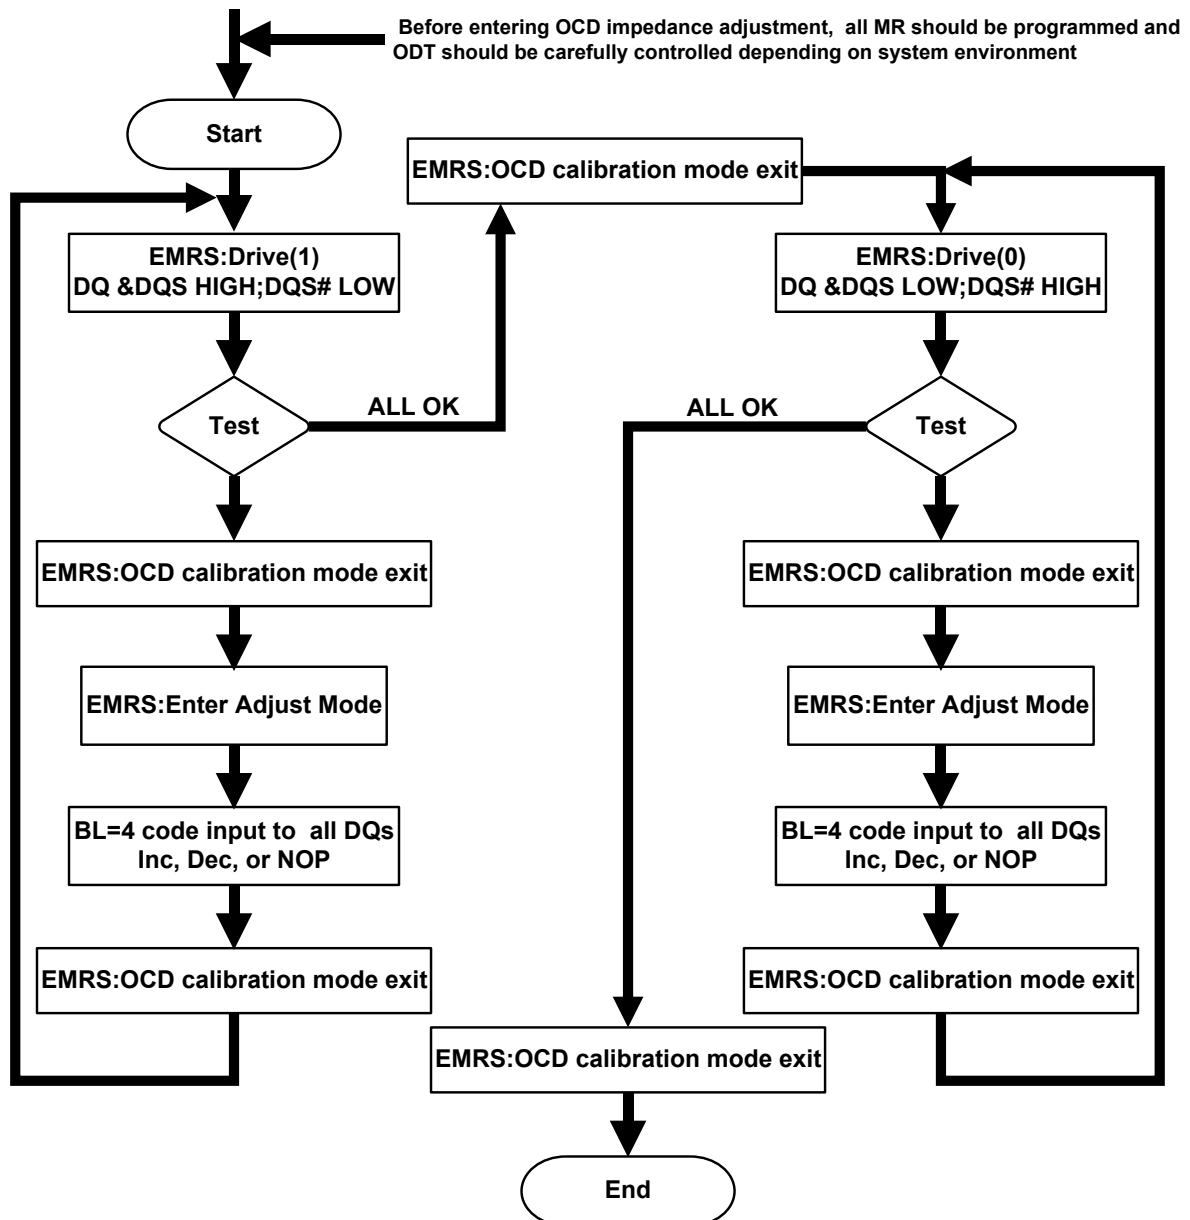 Before entering OCD impedance adjustment, all MR should be programmed and
ODT should be carefully controlled depending on system environment
Start
EMRS:Drive(1)
DQ &DQS HIGH;DQS# LOW
Test
ALL OK
EMRS:OCD calibration mode exit
EMRS:Enter Adjust Mode
BL=4 code input to all DQs
Inc, Dec, or NOP
EMRS:OCD calibration mode exit
EMRS:OCD calibration mode exit
EMRS:Drive(0)
DQ &DQS LOW;DQS# HIGH
Test
ALL OK
EMRS:OCD calibration mode exit
EMRS:Enter Adjust Mode
BL=4 code input to all DQs
Inc, Dec, or NOP
EMRS:OCD calibration mode exit
EMRS:OCD calibration mode exit
End